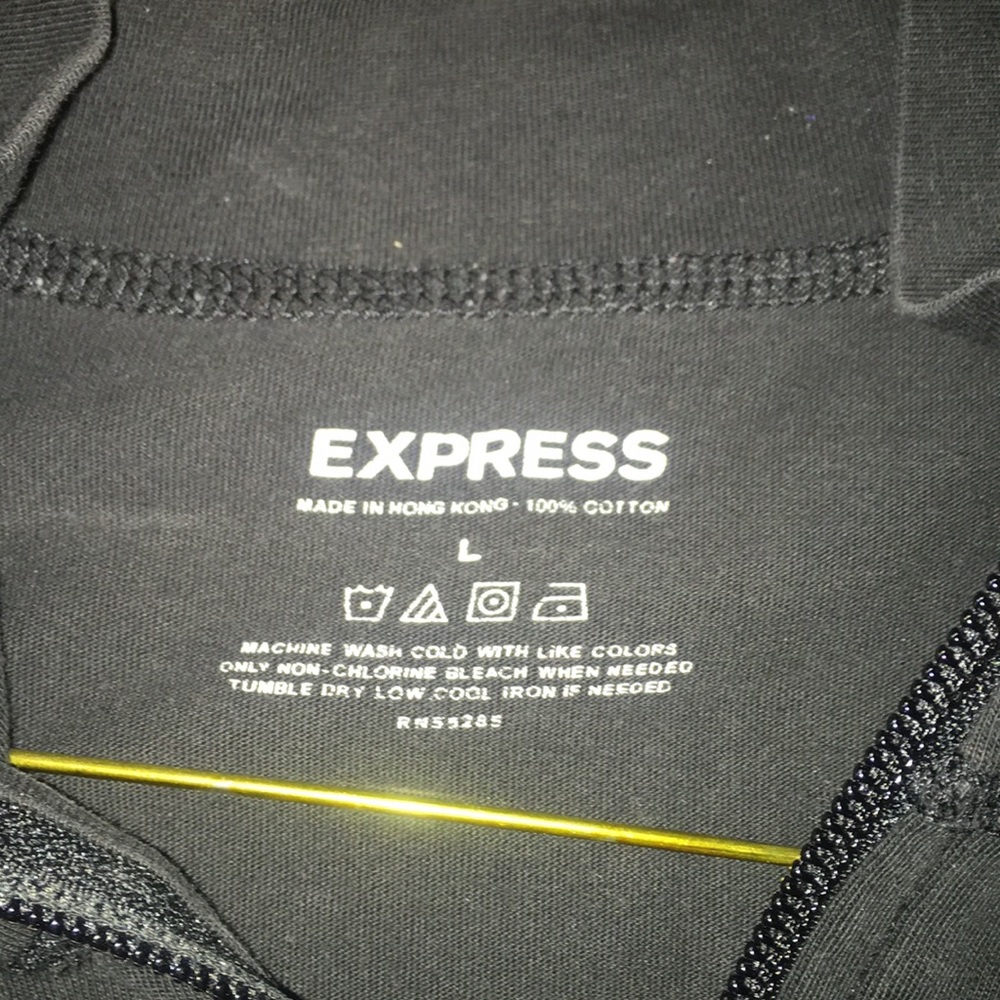 EXPRESS
MADE IN HONG KONG · 100% COTTON
L
MACHINE WASH COLD WITH LIKE COLORS
ONLY NON-CHLORINE BLEACH WHEN NEEDED
TUMBLE DRY LOW. COOL IRON IF NEEDED
RN55285